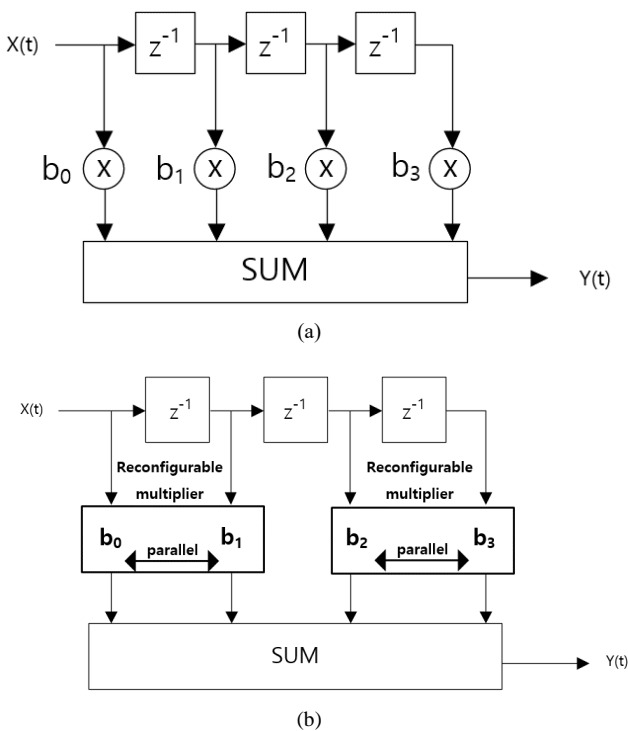 X(t) z⁻¹ z⁻¹ z⁻¹
b₀ X b₁ X b₂ X b₃ X
SUM
Y(t)
(a)
X(t) z⁻¹ z⁻¹ z⁻¹
Reconfigurable
multiplier
Reconfigurable
multiplier
b₀ parallel b₁
b₂ parallel b₃
SUM
Y(t)
(b)